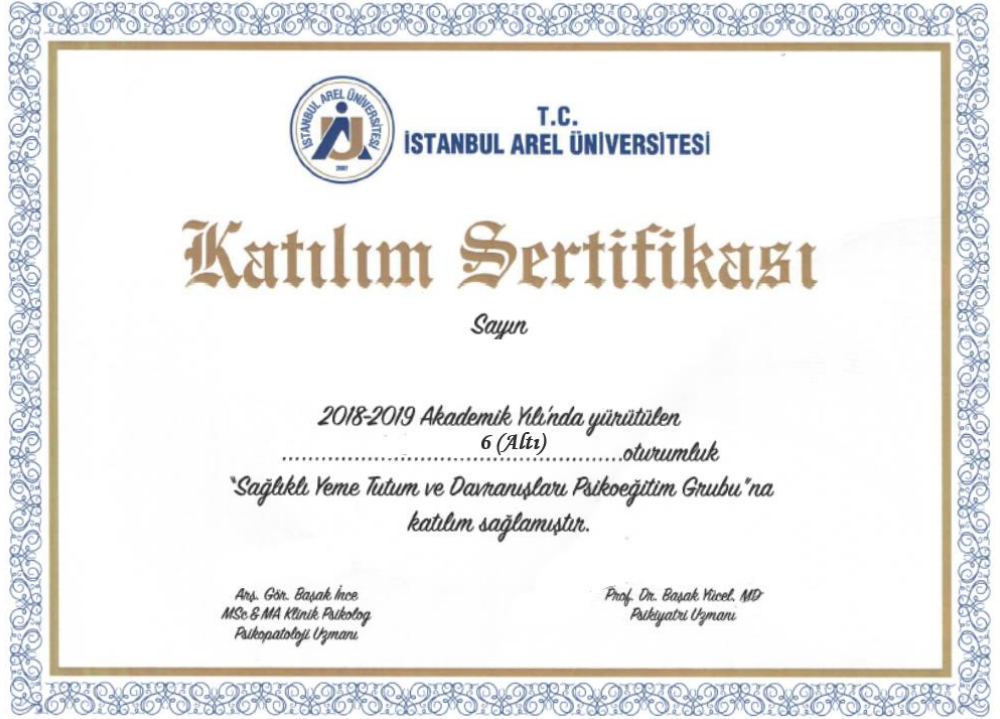 İSTANBUL AREL ÜNİVERSİTESİ
2007
T.C.
İSTANBUL AREL ÜNİVERSİTESİ
Katılım Sertifikası
Sayın
2018-2019 Akademik Yılı'nda yürütülen
6 (Altı)
........................................................oturumluk
"Sağlıklı Yeme Tutum ve Davranışları Psikoeğitim Grubu"na
katılım sağlamıştır.
Arş. Gör. Başak İnce
MSc & MA Klinik Psikolog
Psikopatoloji Uzmanı
Prof. Dr. Başak Yücel, MD
Psikiyatri Uzmanı